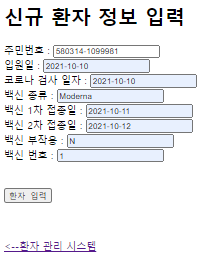 신규 환자 정보 입력
주민번호 : 580314-1099981
입원일 : 2021-10-10
코로나 검사 일자 : 2021-10-10
백신 종류 : Moderna
백신 1차 접종일 : 2021-10-11
백신 2차 접종일 : 2021-10-12
백신 부작용 : N
백신 번호 : 1
환자 입력
<--환자 관리 시스템